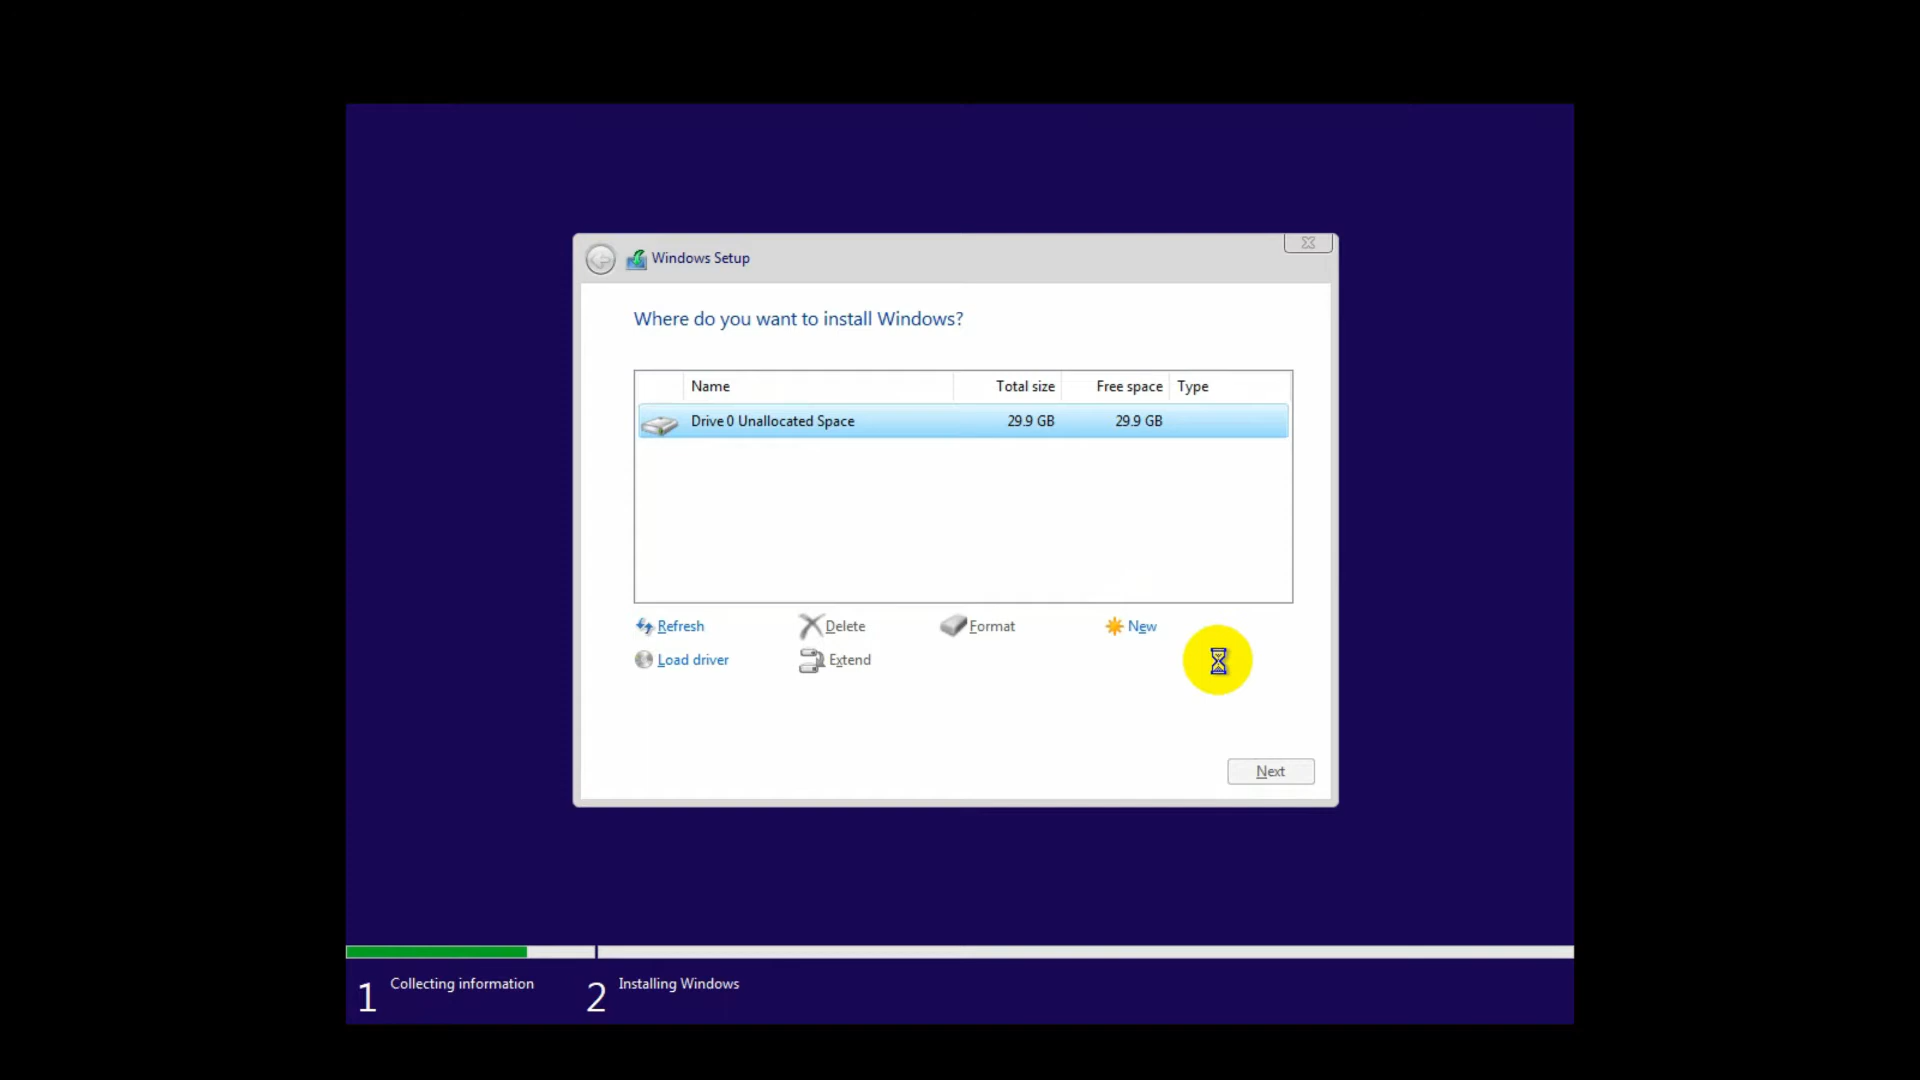 Windows Setup
Where do you want to install Windows?
Name Total size Free space Type
Drive 0 Unallocated Space 29.9 GB 29.9 GB
Refresh Delete Format New
Load driver Extend
Next
1 Collecting information 2 Installing Windows